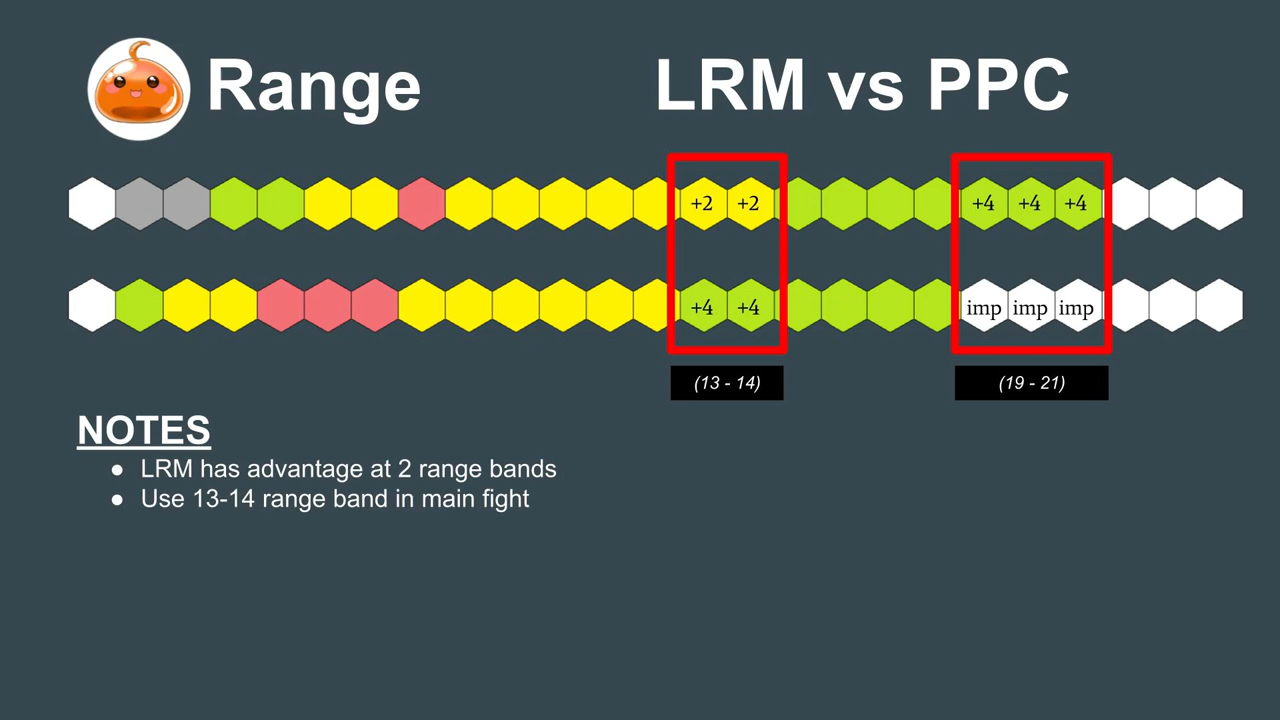 Range
LRM vs PPC
+2 +2 +4 +4 +4
+4 +4 imp imp imp
(13 - 14) (19 - 21)
NOTES
● LRM has advantage at 2 range bands
● Use 13-14 range band in main fight